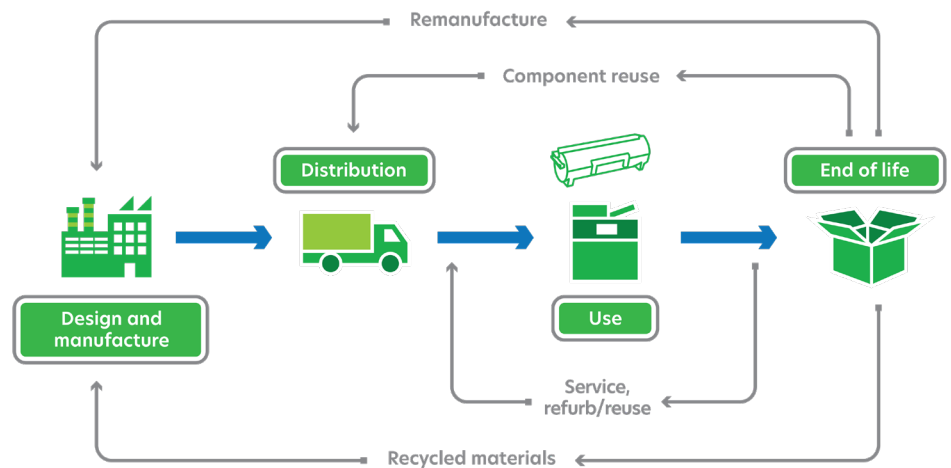 Remanufacture
Component reuse
Distribution
End of life
Design and
manufacture
Use
Service,
refurb/reuse
Recycled materials